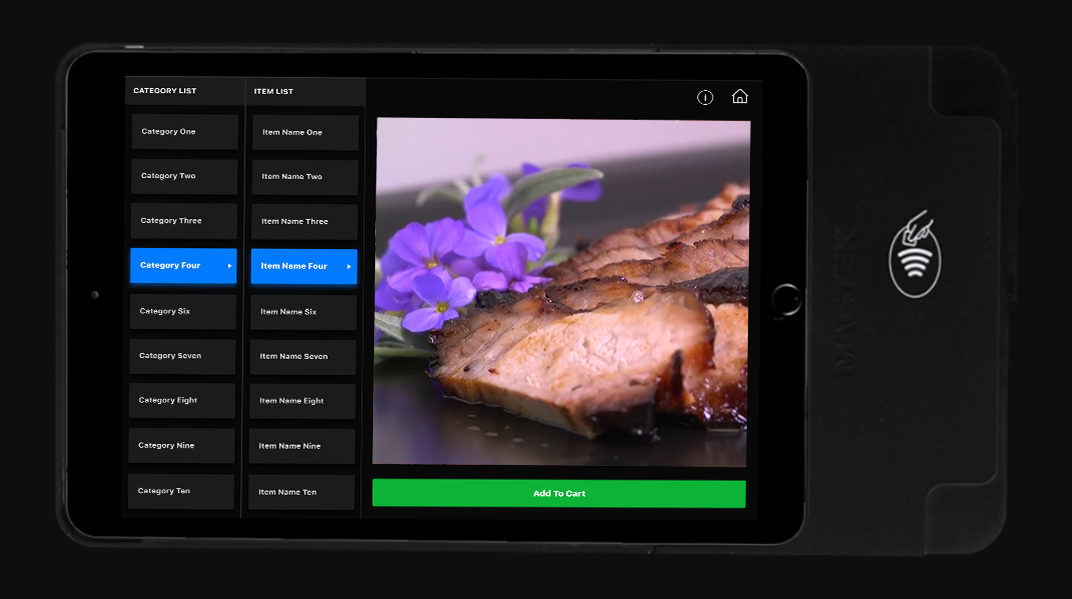 CATEGORY LIST
ITEM LIST
Category One
Item Name One
Category Two
Item Name Two
Category Three
Item Name Three
Category Four
Item Name Four
Category Six
Item Name Six
Category Seven
Item Name Seven
Category Eight
Item Name Eight
Category Nine
Item Name Nine
Category Ten
Item Name Ten
Add To Cart
MAGTEK